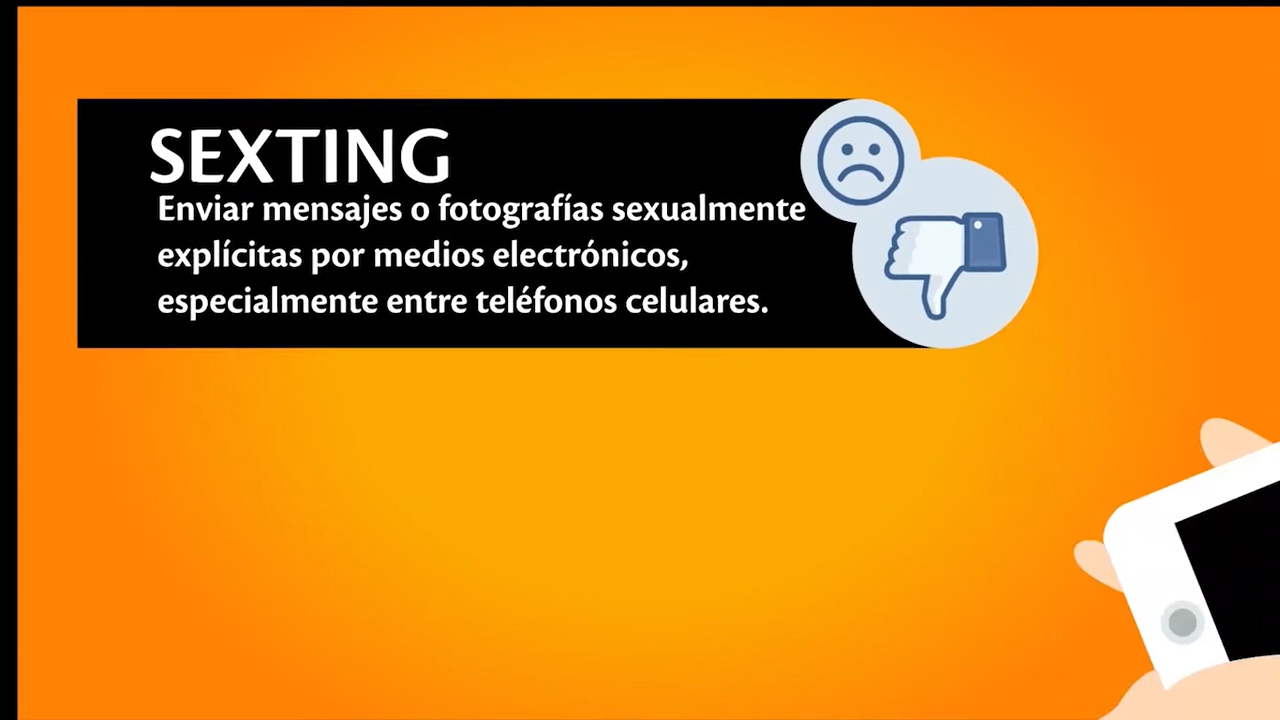 SEXTING
Enviar mensajes o fotografías sexualmente
explícitas por medios electrónicos,
especialmente entre teléfonos celulares.